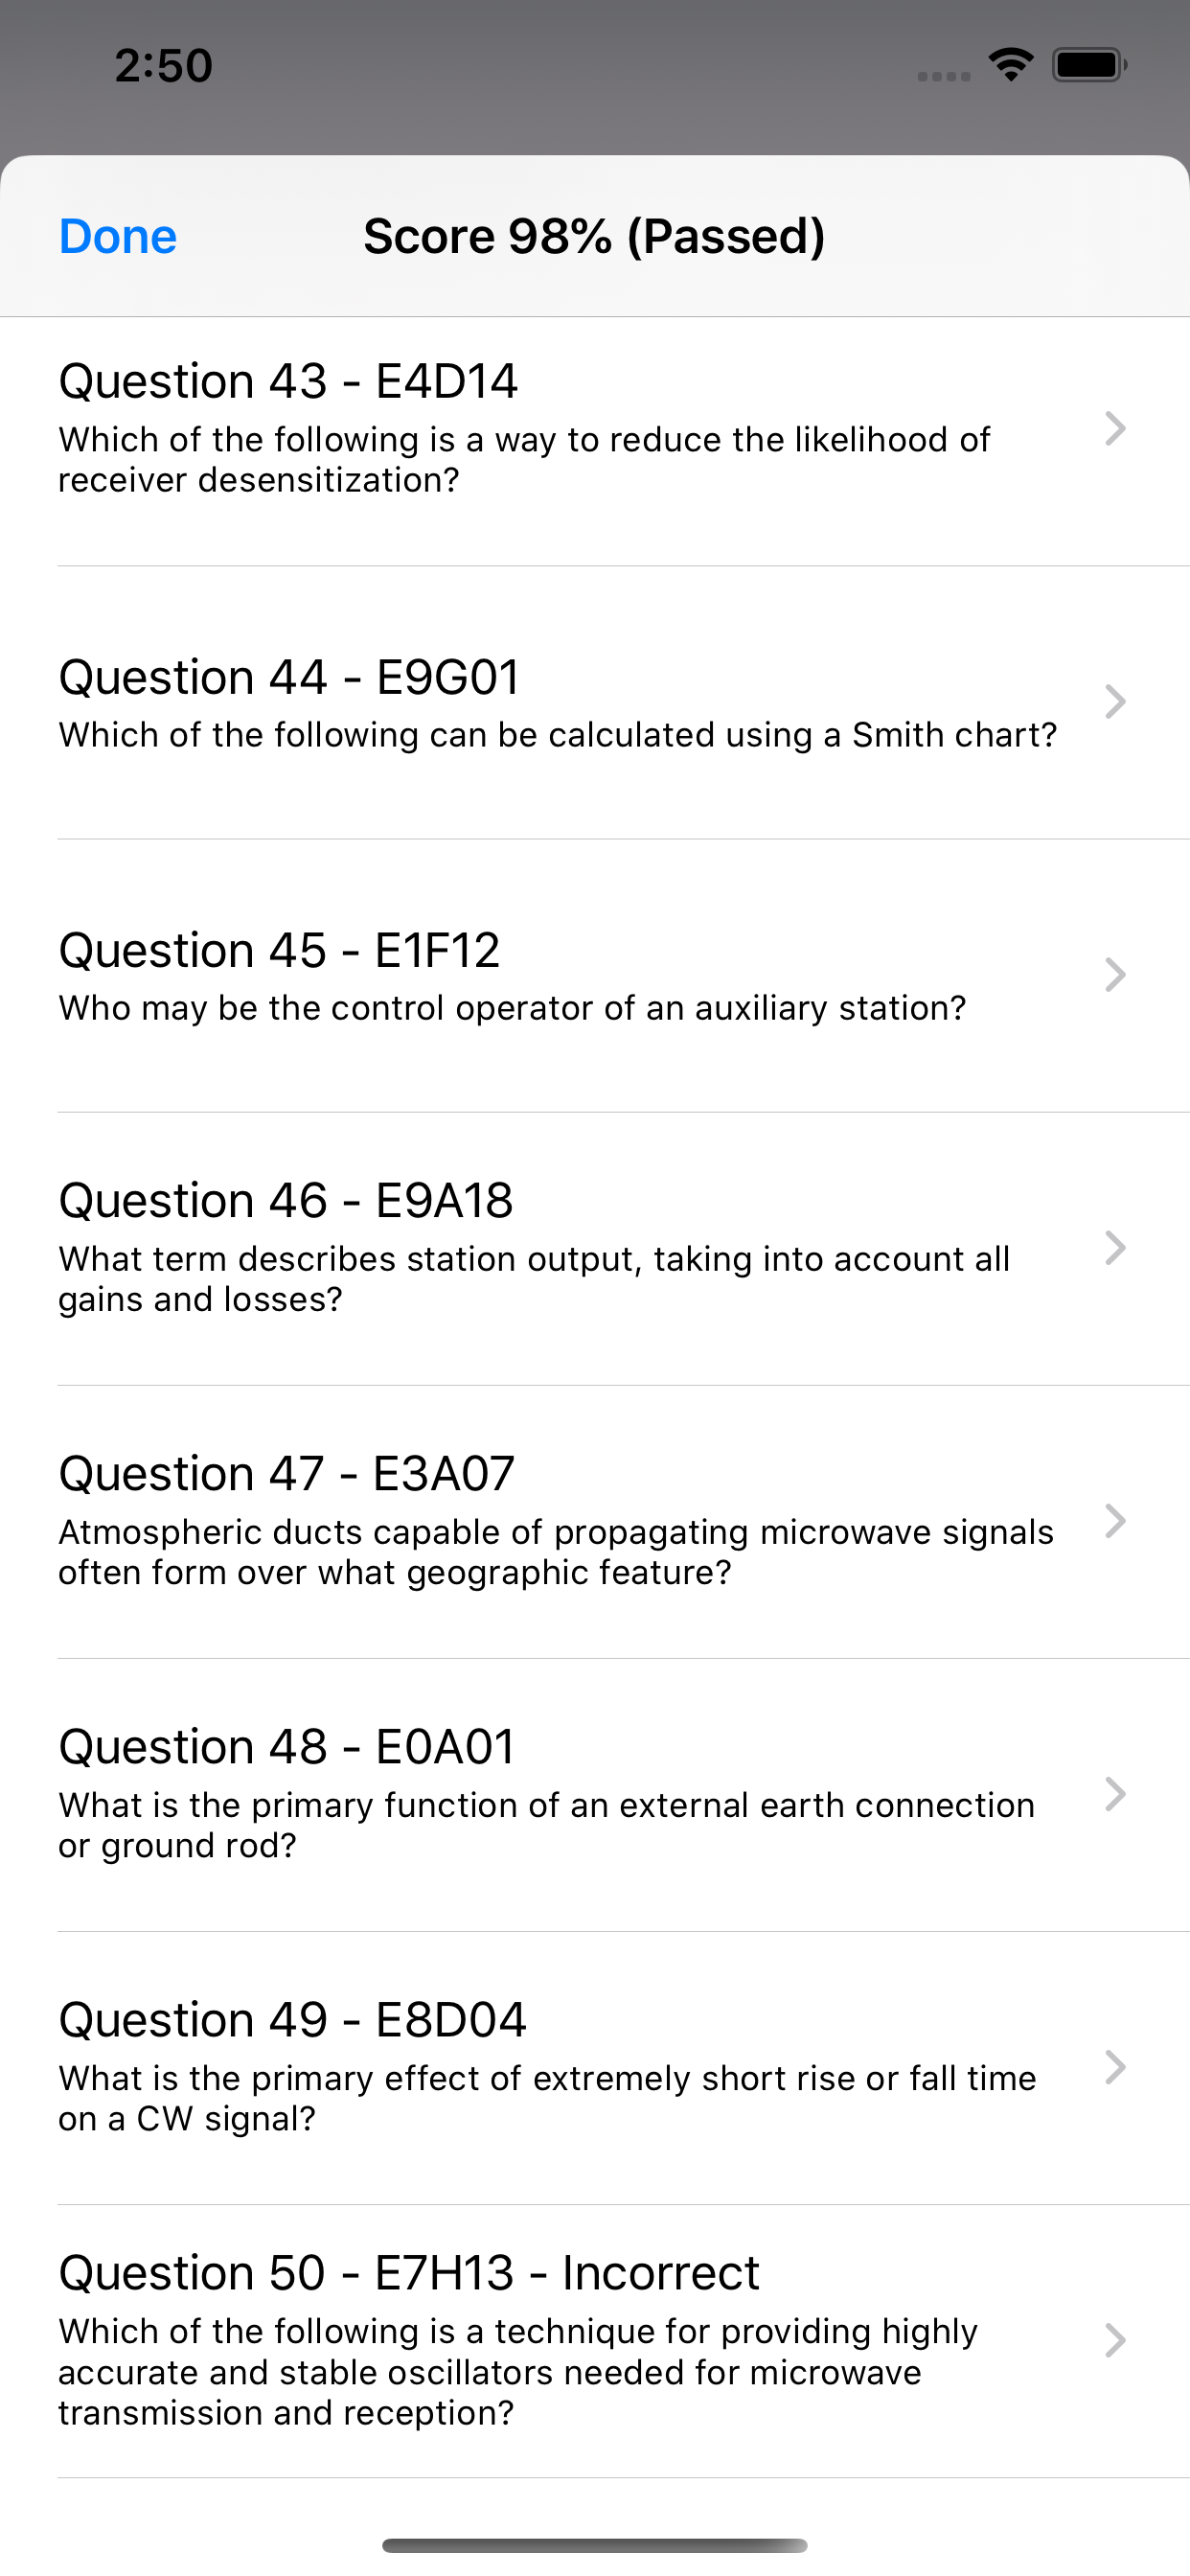 2:50
Done
Score 98% (Passed)
Question 43 - E4D14
Which of the following is a way to reduce the likelihood of
receiver desensitization?
Question 44 - E9G01
Which of the following can be calculated using a Smith chart?
Question 45 - E1F12
Who may be the control operator of an auxiliary station?
Question 46 - E9A18
What term describes station output, taking into account all
gains and losses?
Question 47 - E3A07
Atmospheric ducts capable of propagating microwave signals
often form over what geographic feature?
Question 48 - E0A01
What is the primary function of an external earth connection
or ground rod?
Question 49 - E8D04
What is the primary effect of extremely short rise or fall time
on a CW signal?
Question 50 - E7H13 - Incorrect
Which of the following is a technique for providing highly
accurate and stable oscillators needed for microwave
transmission and reception?